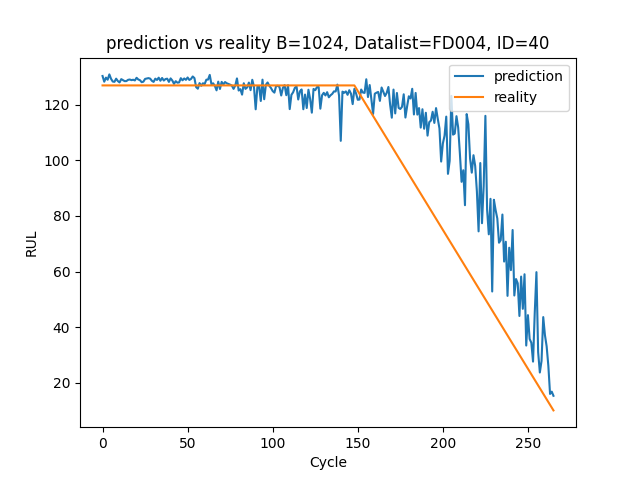 prediction vs reality B=1024, Datalist=FD004, ID=40
prediction
reality
RUL
120
100
80
60
40
20
0 50 100 150 200 250
Cycle